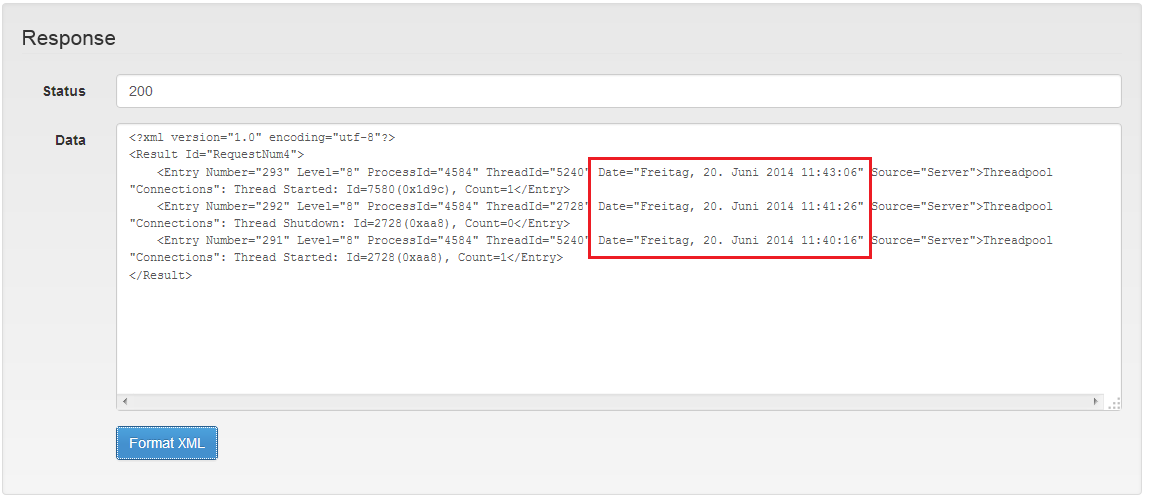 Response
Status 200
Data
<?xml version="1.0" encoding="utf-8"?>
<Result Id="RequestNum4">
    <Entry Number="293" Level="8" ProcessId="4584" ThreadId="5240" Date="Freitag, 20. Juni 2014 11:43:06" Source="Server">Threadpool
"Connections": Thread Started: Id=7580(0x1d9c), Count=1</Entry>
    <Entry Number="292" Level="8" ProcessId="4584" ThreadId="2728" Date="Freitag, 20. Juni 2014 11:41:26" Source="Server">Threadpool
"Connections": Thread Shutdown: Id=2728(0xaa8), Count=0</Entry>
    <Entry Number="291" Level="8" ProcessId="4584" ThreadId="5240" Date="Freitag, 20. Juni 2014 11:40:16" Source="Server">Threadpool
"Connections": Thread Started: Id=2728(0xaa8), Count=1</Entry>
</Result>
Format XML